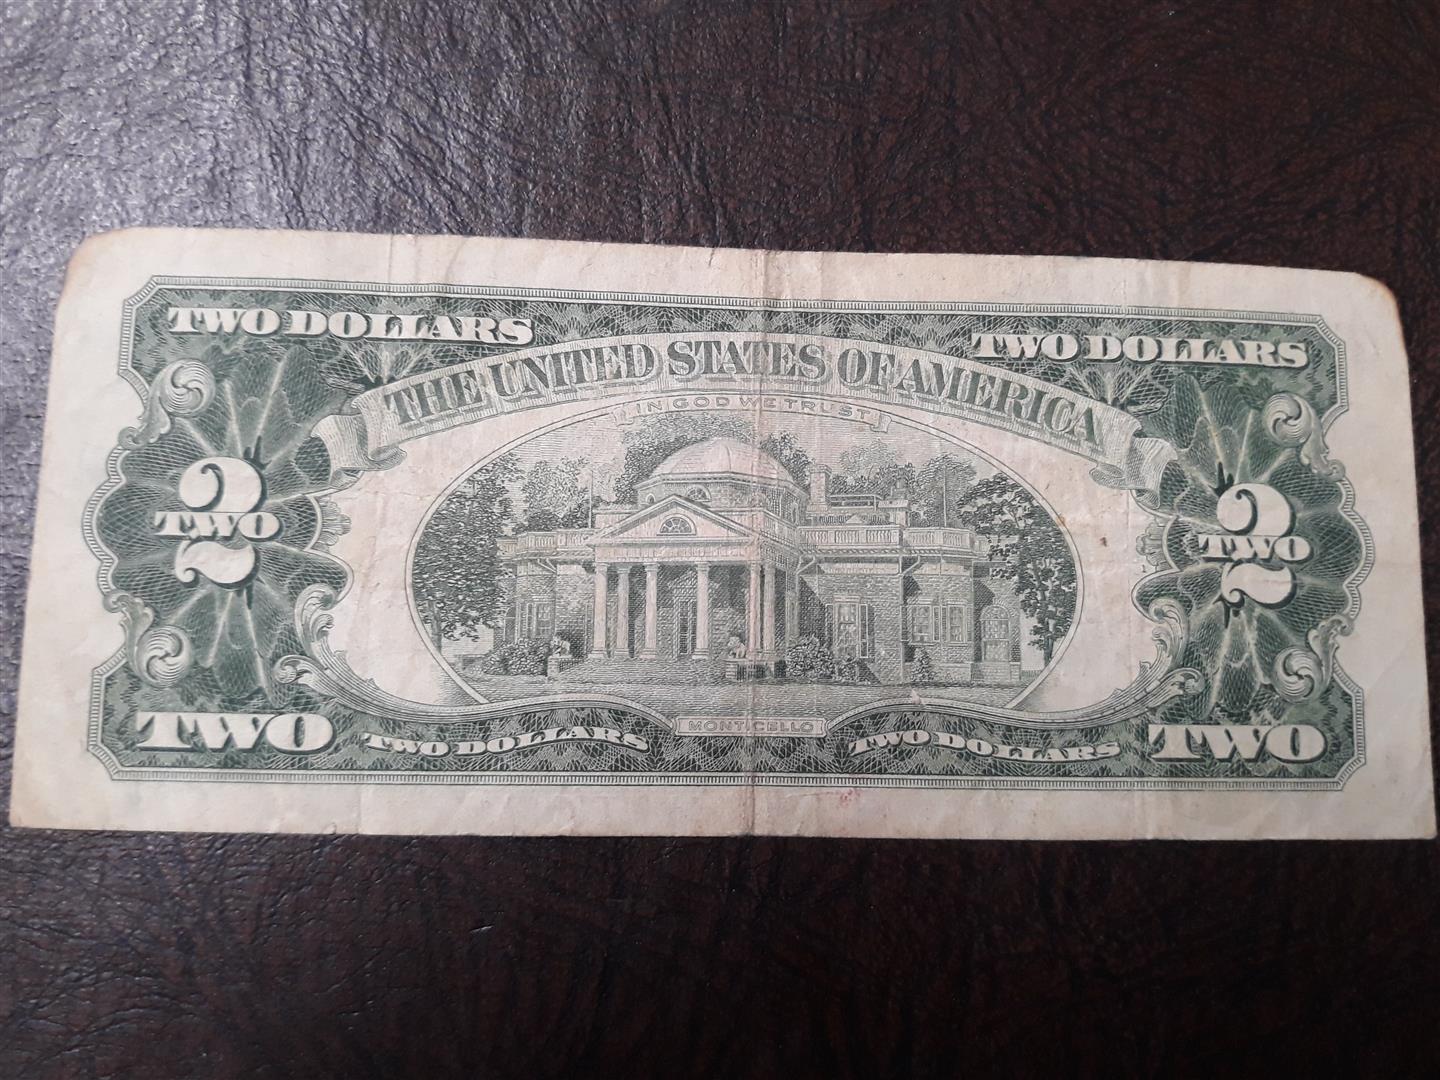 TWO DOLLARS TWO DOLLARS
THE UNITED STATES OF AMERICA
IN GOD WE TRUST
2 2
TWO TWO
MONTICELLO
TWO TWO DOLLARS TWO DOLLARS TWO